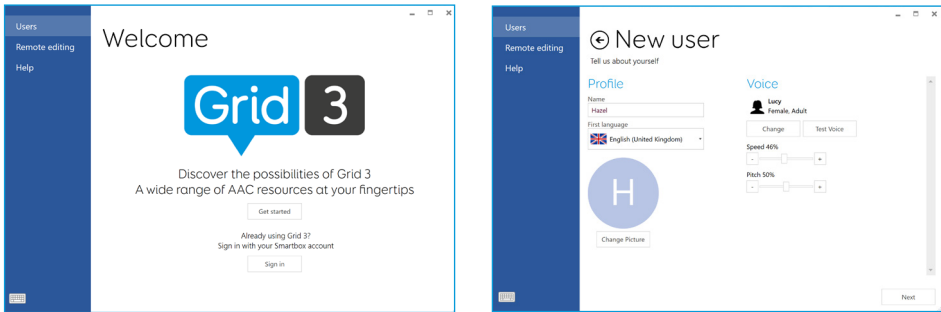 Users
Remote editing
Help
Welcome
Grid 3
Discover the possibilities of Grid 3
A wide range of AAC resources at your fingertips
Get started
Already using Grid 3?
Sign in with your Smartbox account
Sign in
Users
Remote editing
Help
New user
Tell us about yourself
Profile
Name
Hazel
First language
English (United Kingdom)
H
Change Picture
Voice
Lucy
Female, Adult
Change Test Voice
Speed 46%
- +
Pitch 50%
- +
Next